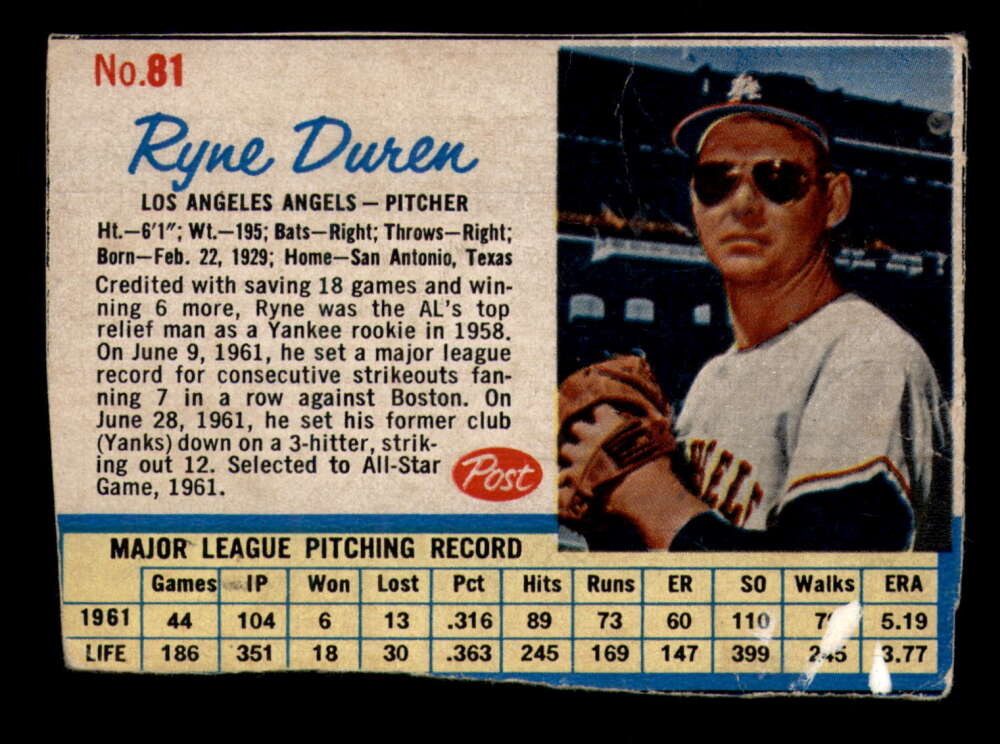 No.81
Ryne Duren
LOS ANGELES ANGELS — PITCHER
Ht.—6'1"; Wt.—195; Bats—Right; Throws—Right;
Born—Feb. 22, 1929; Home—San Antonio, Texas
Credited with saving 18 games and win-
ning 6 more, Ryne was the AL's top
relief man as a Yankee rookie in 1958.
On June 9, 1961, he set a major league
record for consecutive strikeouts fan-
ning 7 in a row against Boston. On
June 28, 1961, he set his former club
(Yanks) down on a 3-hitter, strik-
ing out 12. Selected to All-Star
Game, 1961.
Post
MAJOR LEAGUE PITCHING RECORD
Games IP Won Lost Pct Hits Runs ER SO Walks ERA
1961 44 104 6 13 .316 89 73 60 110 5.19
LIFE 186 351 18 30 .363 245 169 147 399 245 3.77